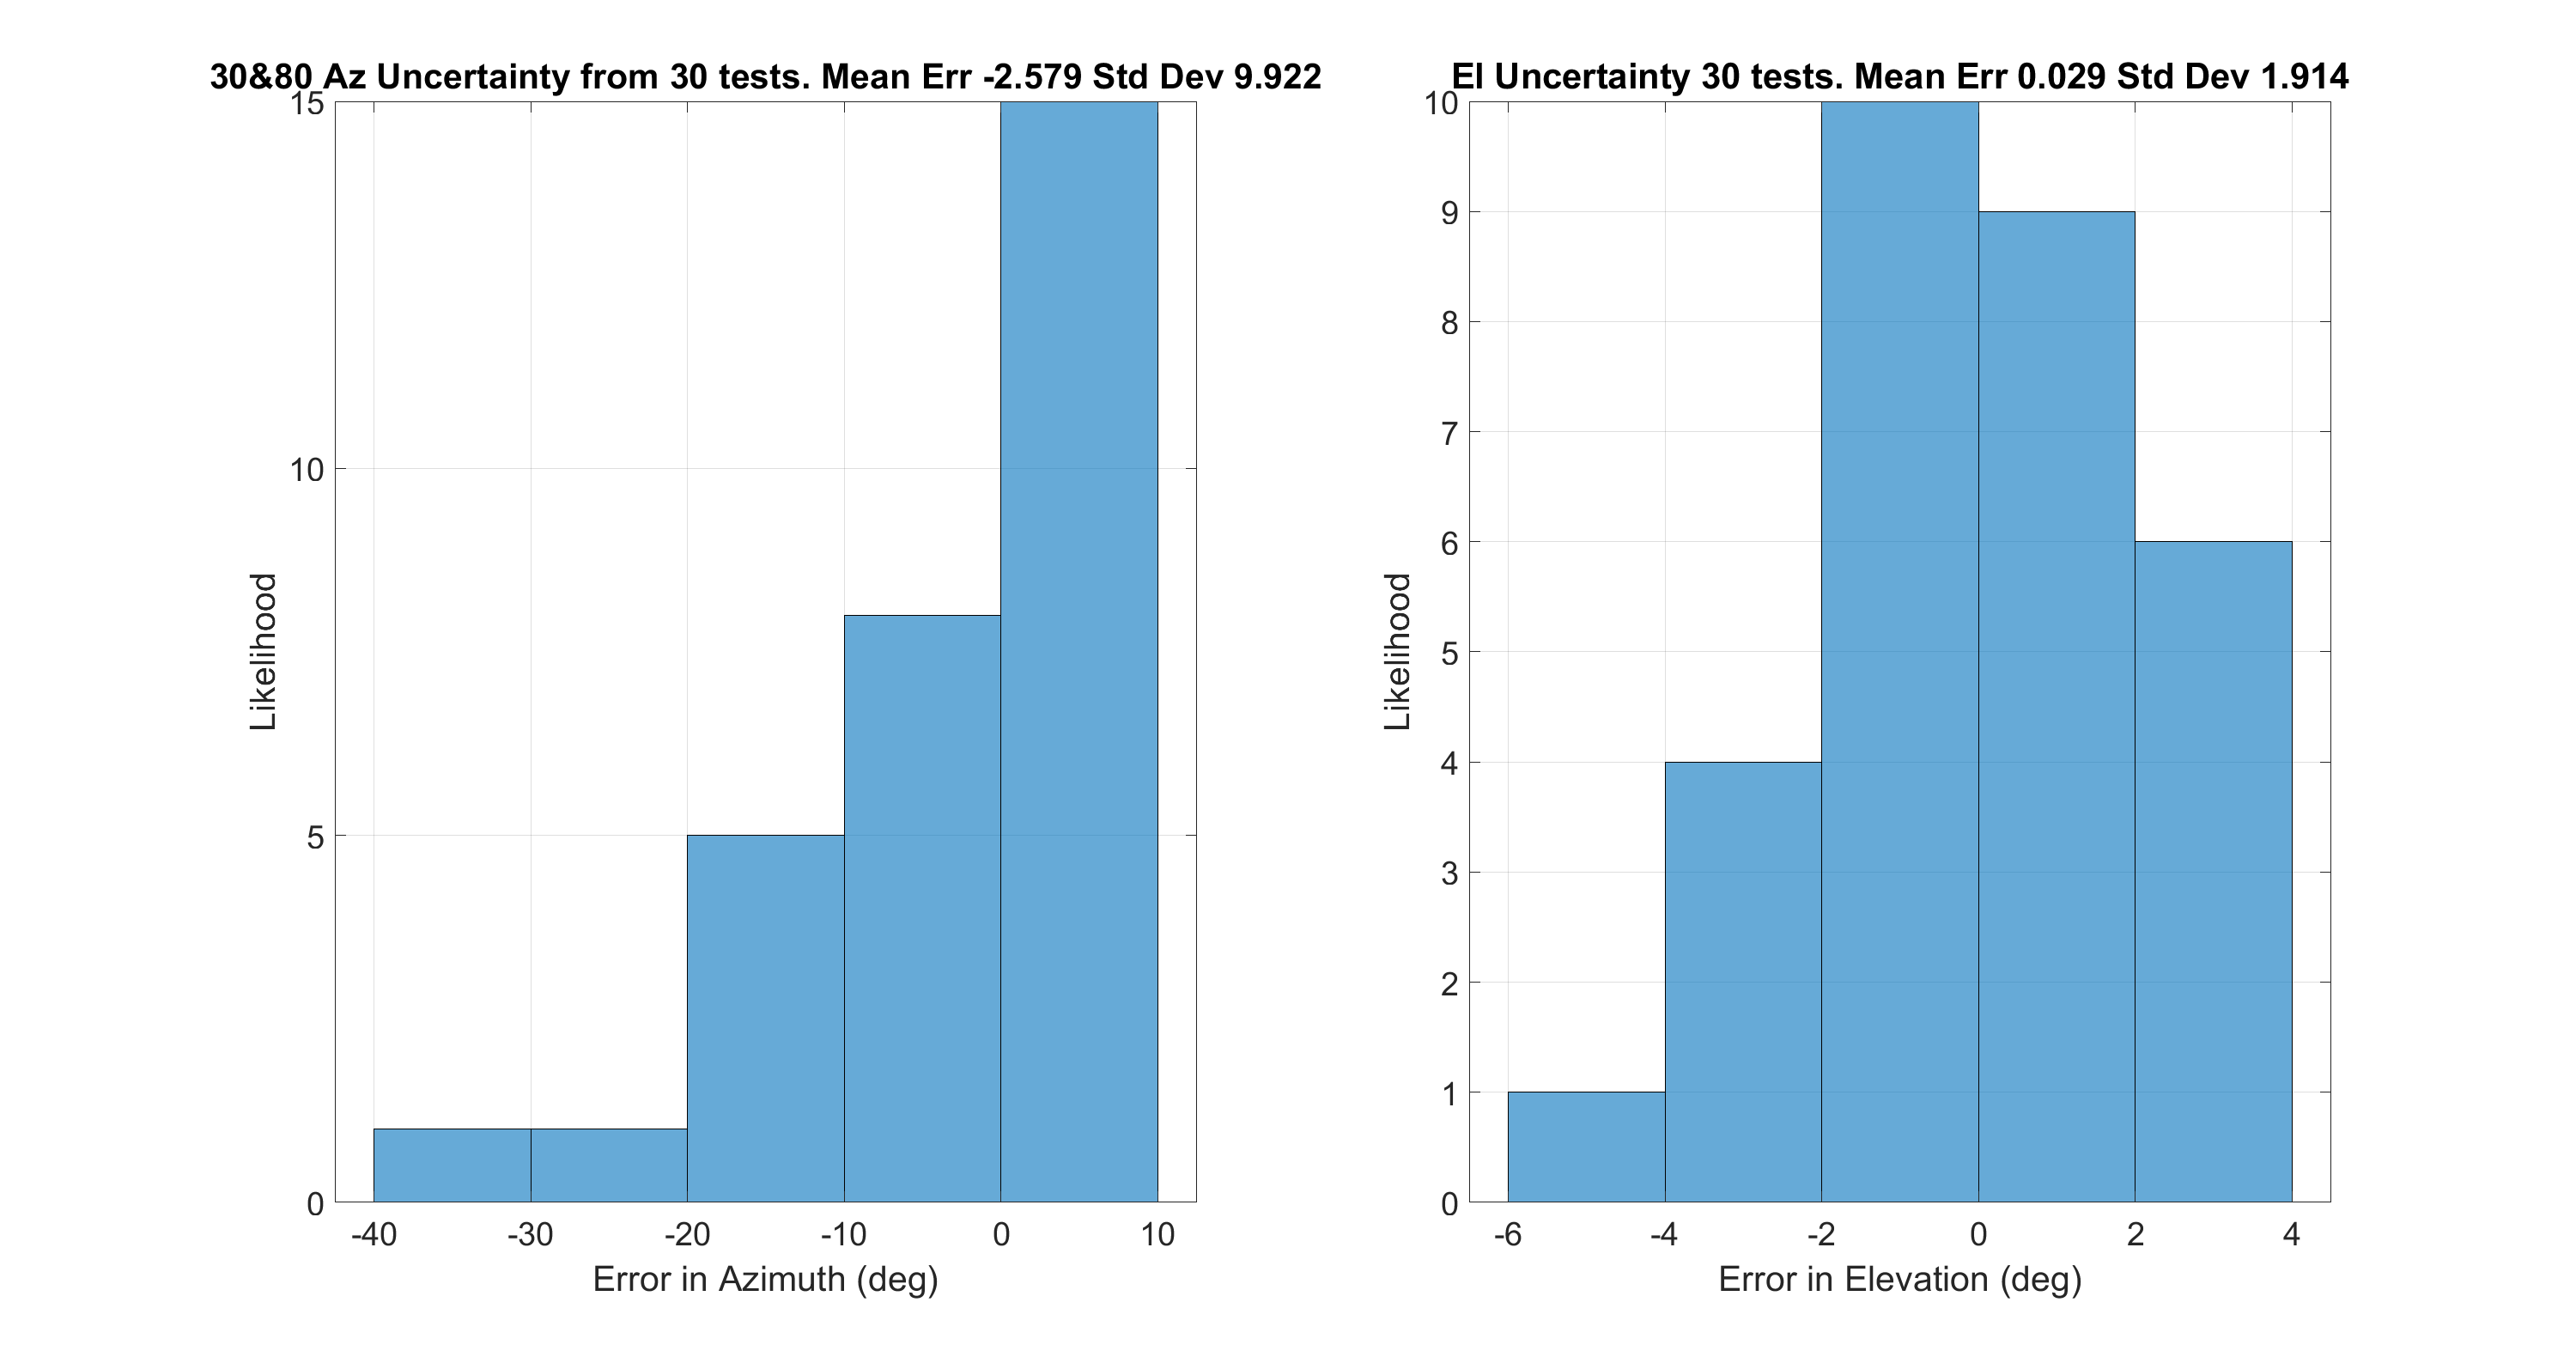 30&80 Az Uncertainty from 30 tests. Mean Err -2.579 Std Dev 9.922
15
10
5
0
Likelihood
-40 -30 -20 -10 0 10
Error in Azimuth (deg)
El Uncertainty 30 tests. Mean Err 0.029 Std Dev 1.914
10
9
8
7
6
5
4
3
2
1
0
Likelihood
-6 -4 -2 0 2 4
Error in Elevation (deg)